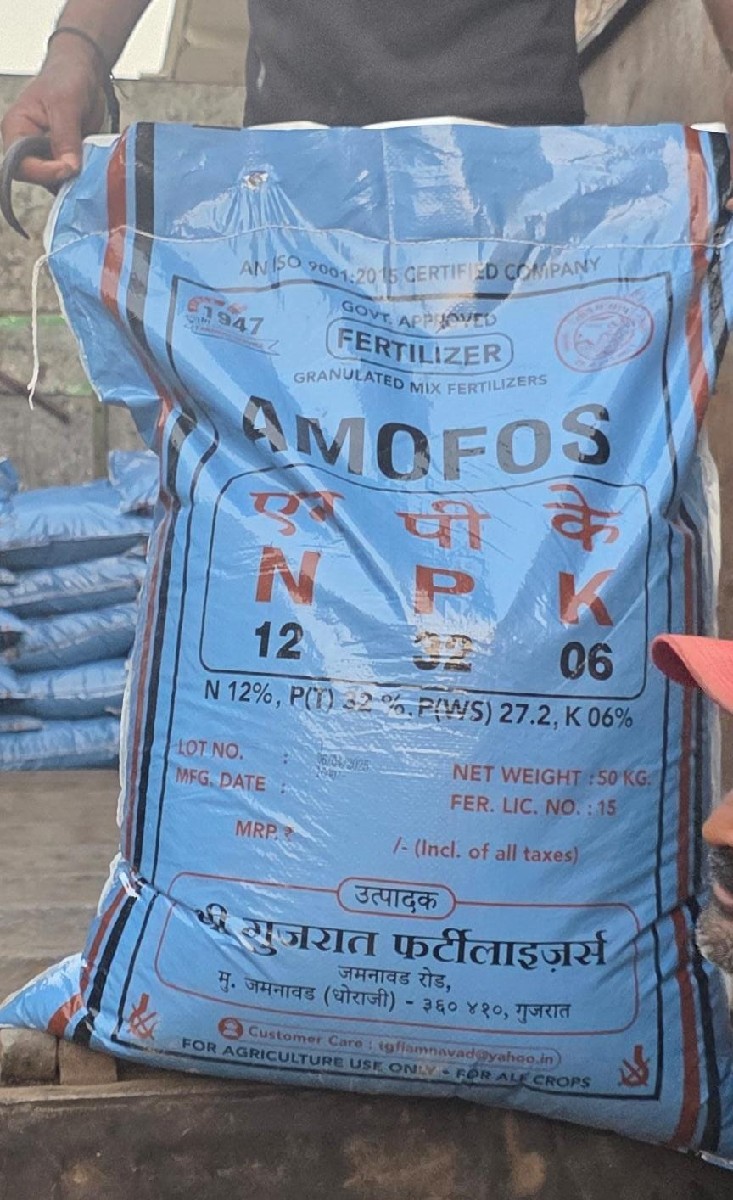 AN ISO 9001:2015 CERTIFIED COMPANY
1947
GOVT. APPROVED
FERTILIZER
GRANULATED MIX FERTILIZERS
AMOFOS
एन पी के
N P K
12 32 06
N 12%, P(T) 32 %, P(WS) 27.2, K 06%
LOT NO. :
MFG. DATE :
NET WEIGHT : 50 KG.
FER. LIC. NO. : 15
MRP. ₹ /- (Incl. of all taxes)
उत्पादक
श्री गुजरात फर्टीलाइज़र्स
जमनावड रोड,
मु. जमनावड (धोराजी) - ३६० ४१०, गुजरात
Customer Care : tgfjamnavad@yahoo.in
FOR AGRICULTURE USE ONLY • FOR ALL CROPS